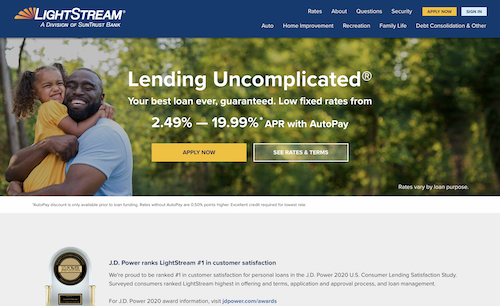 LIGHTSTREAM®
A DIVISION OF SUNTRUST BANK
Rates About Questions Security APPLY NOW SIGN IN
Auto Home Improvement Recreation Family Life Debt Consolidation & Other
Lending Uncomplicated®
Your best loan ever, guaranteed. Low fixed rates from
2.49% — 19.99%* APR with AutoPay
APPLY NOW
SEE RATES & TERMS
Rates vary by loan purpose.
*AutoPay discount is only available prior to loan funding. Rates without AutoPay are 0.50% points higher. Excellent credit required for lowest rate.
J.D. Power ranks LightStream #1 in customer satisfaction
We're proud to be ranked #1 in customer satisfaction for personal loans in the J.D. Power 2020 U.S. Consumer Lending Satisfaction Study.
Surveyed consumers ranked LightStream highest in offering and terms, application and approval process, and loan management.
For J.D. Power 2020 award information, visit jdpower.com/awards